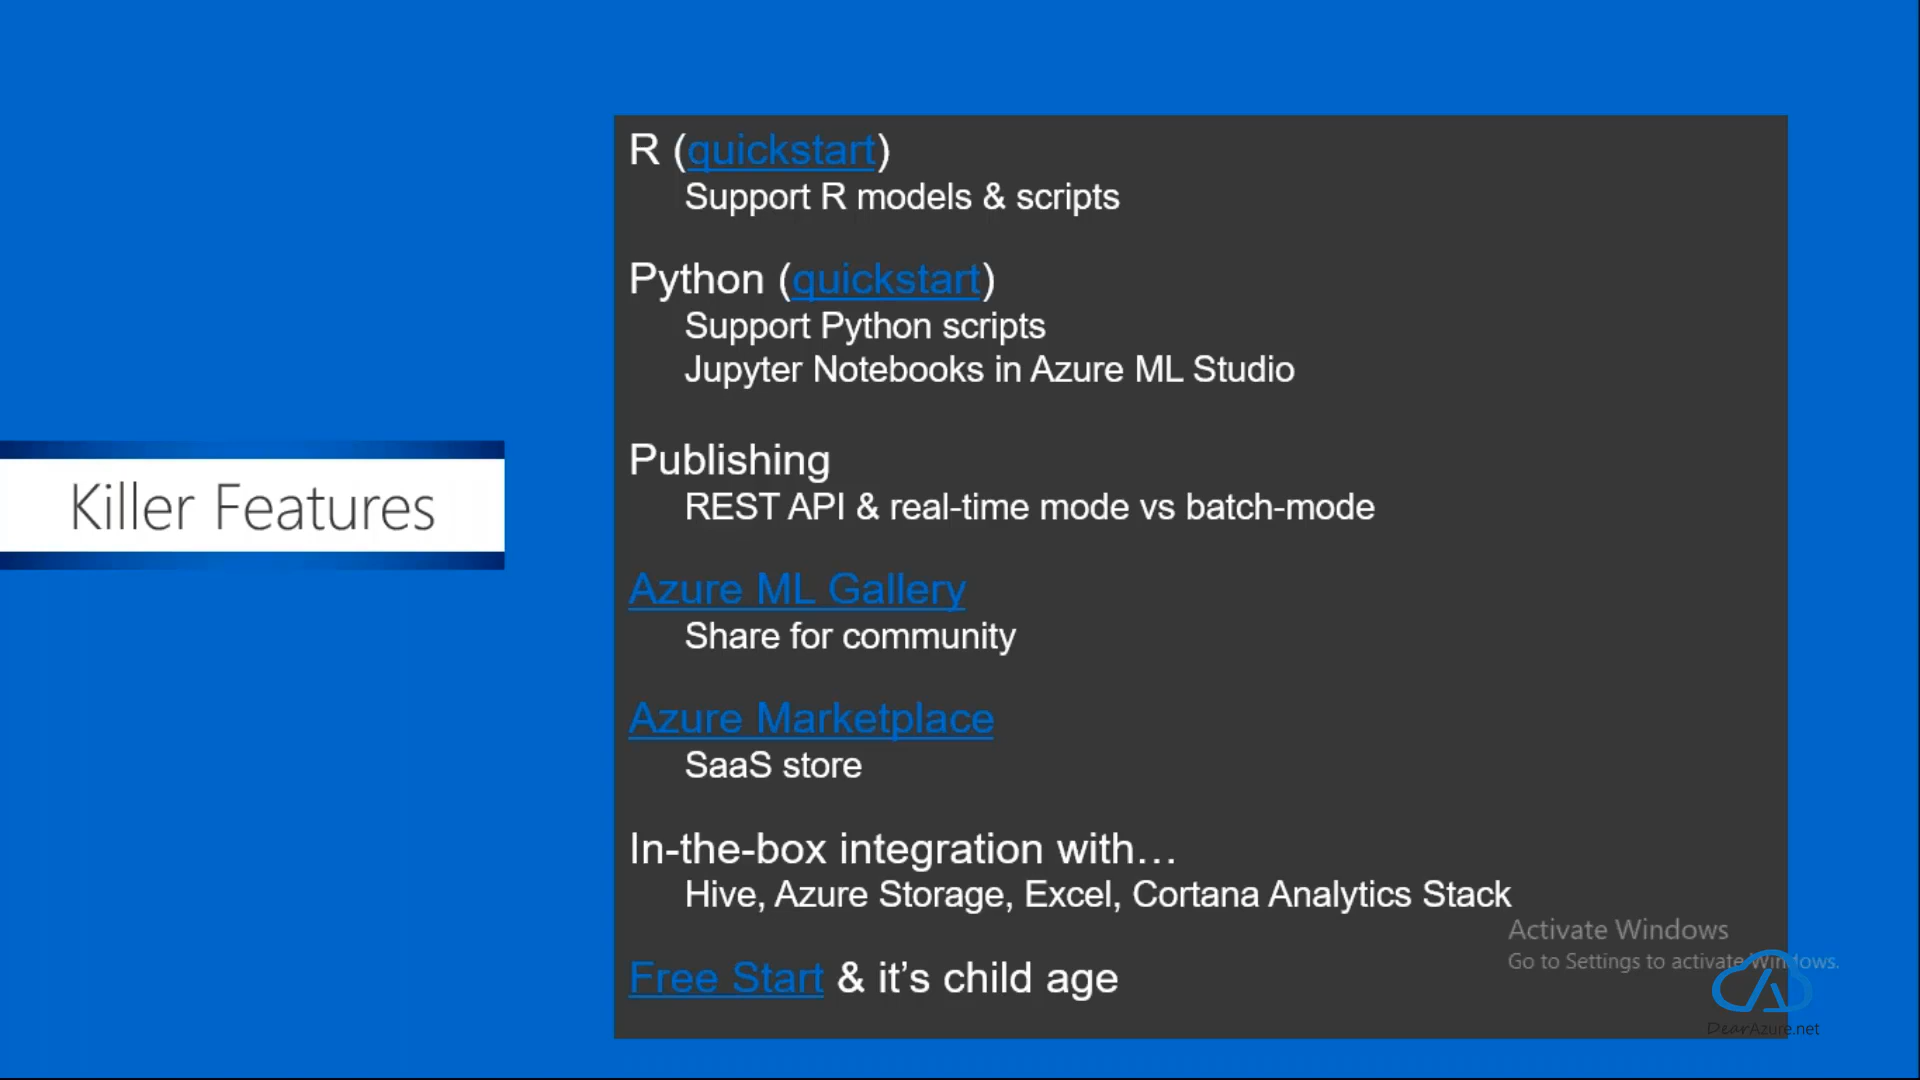 Killer Features
R (quickstart)
Support R models & scripts
Python (quickstart)
Support Python scripts
Jupyter Notebooks in Azure ML Studio
Publishing
REST API & real-time mode vs batch-mode
Azure ML Gallery
Share for community
Azure Marketplace
SaaS store
In-the-box integration with…
Hive, Azure Storage, Excel, Cortana Analytics Stack
Free Start & it’s child age
Activate Windows
Go to Settings to activate Windows.
DearAzure.net